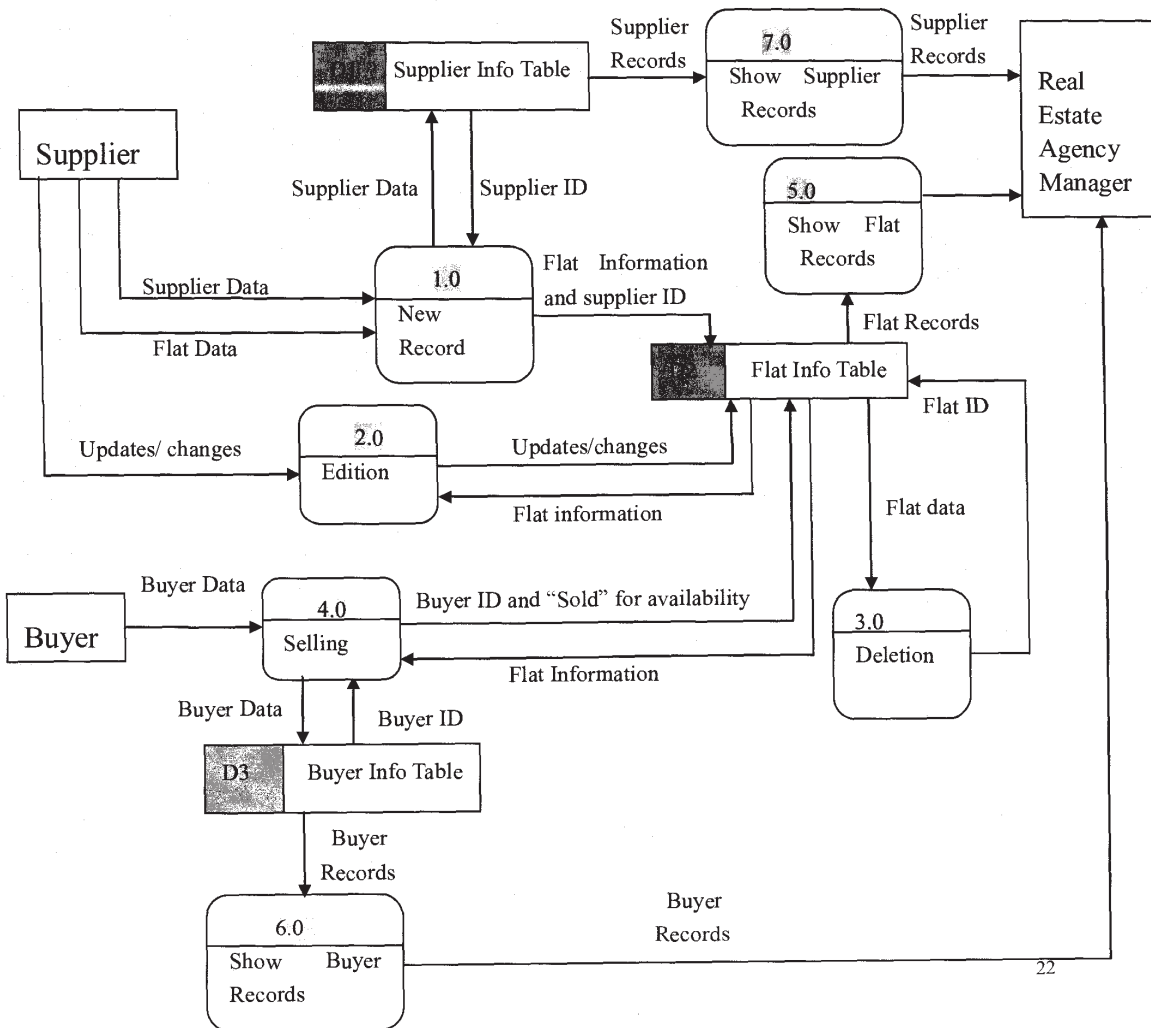 Supplier
Records
7.0
Show Supplier
Records
Supplier
Records
Real
Estate
Agency
Manager
Supplier Info Table
Supplier
Supplier Data
Supplier ID
5.0
Show Flat
Records
1.0
New
Record
Flat Information
and supplier ID
Supplier Data
Flat Data
Flat Records
Flat Info Table
Flat ID
2.0
Edition
Updates/ changes
Updates/changes
Flat information
Flat data
Buyer Data
4.0
Selling
Buyer ID and “Sold” for availability
3.0
Deletion
Buyer
Flat Information
Buyer Data
Buyer ID
D3
Buyer Info Table
Buyer
Records
6.0
Show Buyer
Records
Buyer
Records
22